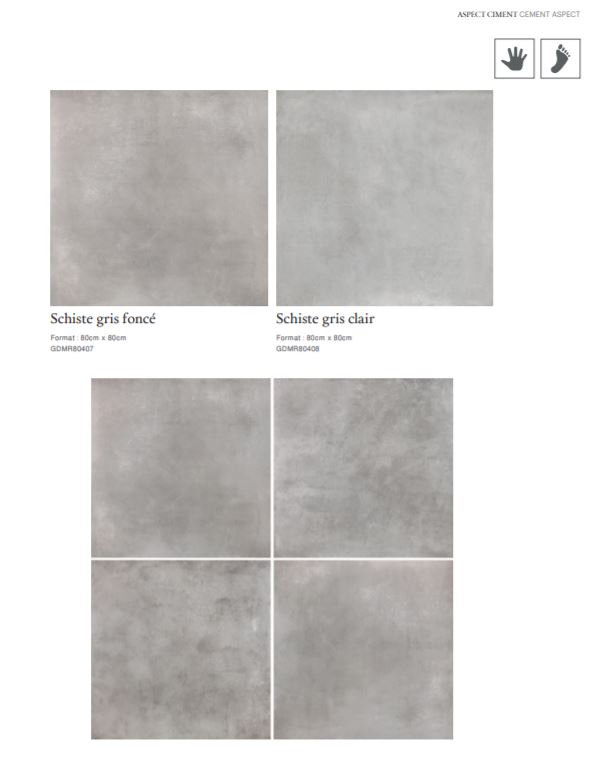 ASPECT CIMENT CEMENT ASPECT
Schiste gris foncé
Format : 80cm x 80cm
GDMR80407
Schiste gris clair
Format : 80cm x 80cm
GDMR80408